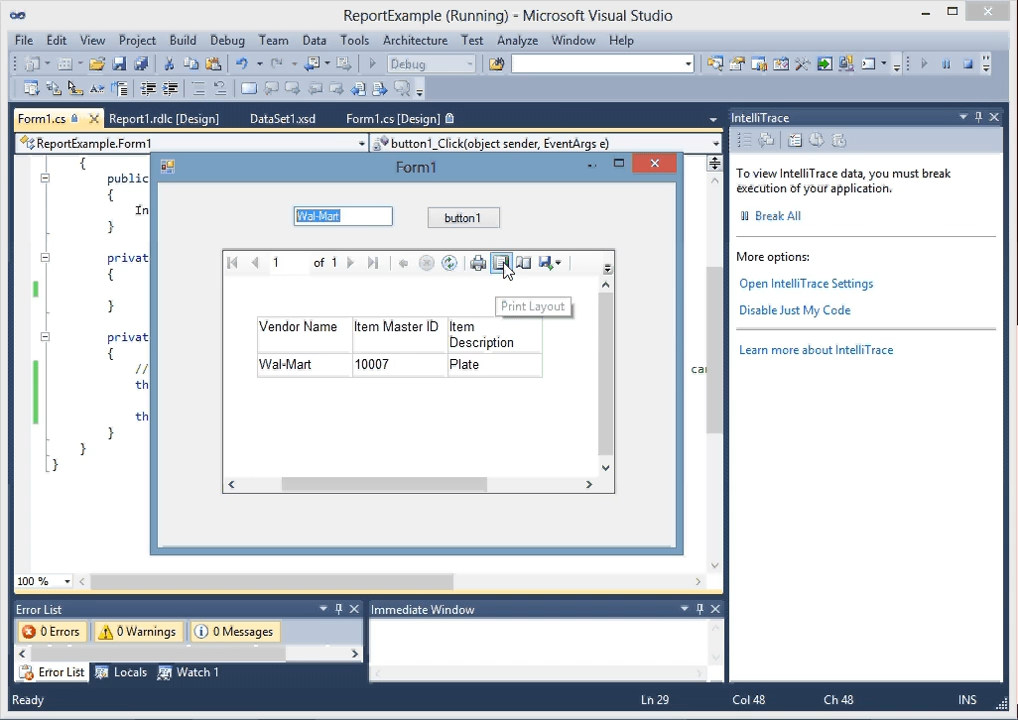 ReportExample (Running) - Microsoft Visual Studio
File Edit View Project Build Debug Team Data Tools Architecture Test Analyze Window Help
Debug
Form1.cs Report1.rdlc [Design] DataSet1.xsd Form1.cs [Design]
IntelliTrace
ReportExample.Form1 button1_Click(object sender, EventArgs e)
{
public
{
In
}
privat
{
}
privat
{
//
th
th
}
}
}
cau
Form1
Wal-Mart button1
1 of 1
Print Layout
Vendor Name Item Master ID Item
Description
Wal-Mart 10007 Plate
To view IntelliTrace data, you must break
execution of your application.
Break All
More options:
Open IntelliTrace Settings
Disable Just My Code
Learn more about IntelliTrace
100 %
Error List Immediate Window
0 Errors 0 Warnings 0 Messages
Error List Locals Watch 1
Ready Ln 29 Col 48 Ch 48 INS